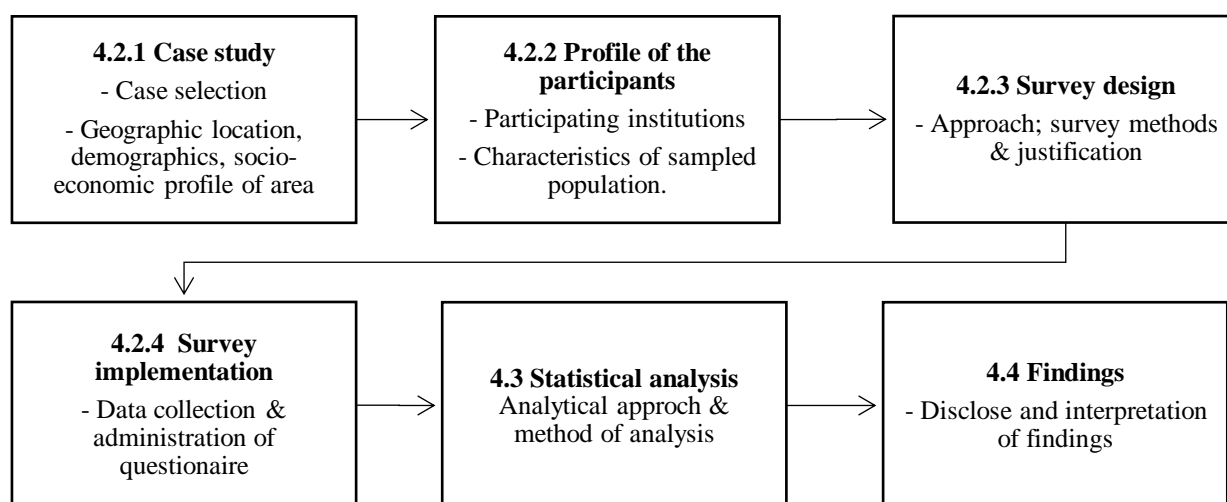 4.2.1 Case study
- Case selection
- Geographic location,
demographics, socio-
economic profile of area
4.2.2 Profile of the
participants
- Participating institutions
- Characteristics of sampled
population.
4.2.3 Survey design
- Approach; survey methods
& justification
4.2.4 Survey
implementation
- Data collection &
administration of
questionaire
4.3 Statistical analysis
Analytical approch &
method of analysis
4.4 Findings
- Disclose and interpretation
of findings